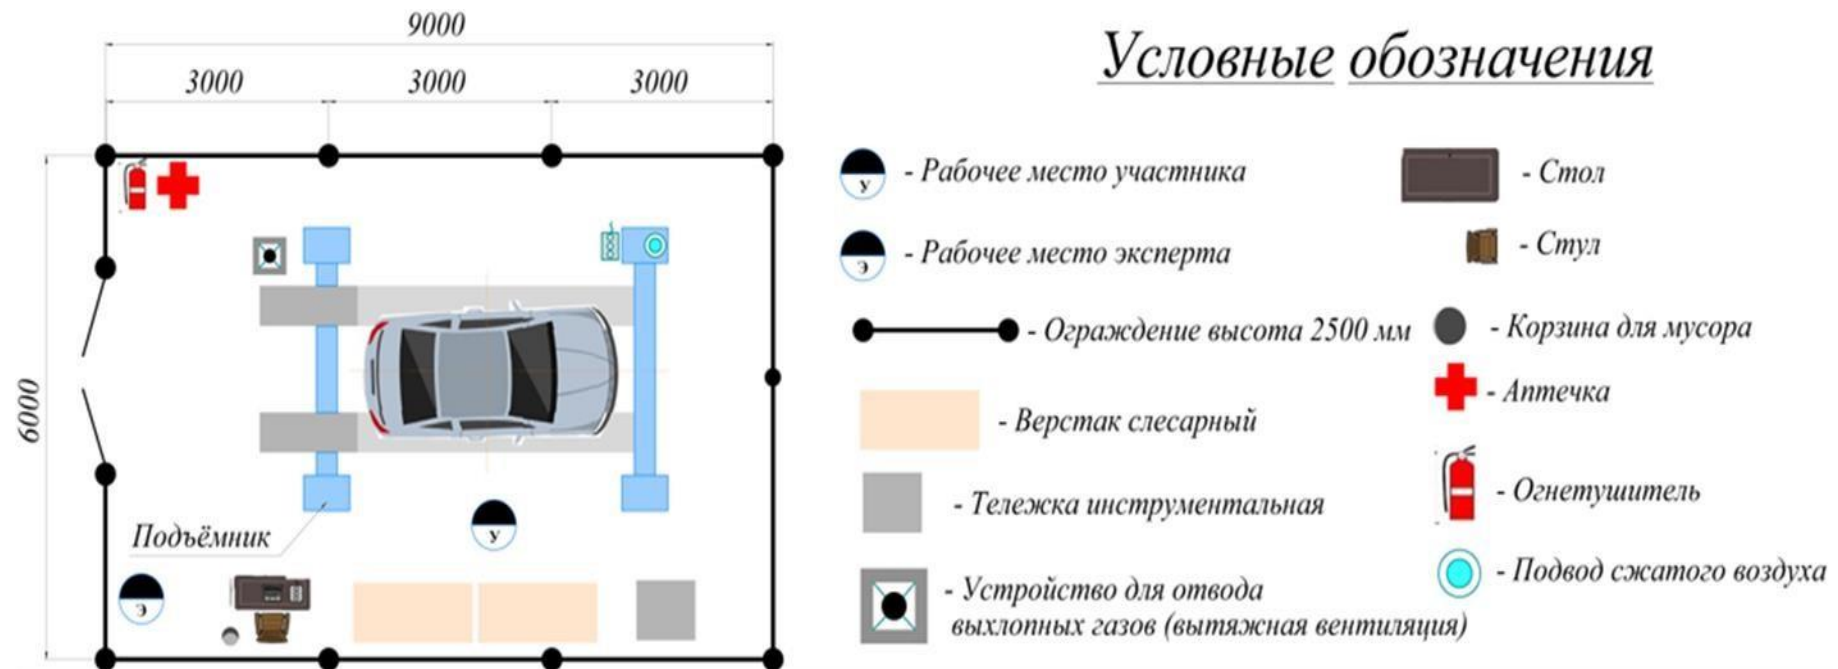 9000
3000
3000
3000
6000
Подъёмник
У
Э
Условные обозначения
У
- Рабочее место участника
Э
- Рабочее место эксперта
- Ограждение высота 2500 мм
- Верстак слесарный
- Тележка инструментальная
- Устройство для отвода
выхлопных газов (вытяжная вентиляция)
- Стол
- Стул
- Корзина для мусора
- Аптечка
- Огнетушитель
- Подвод сжатого воздуха